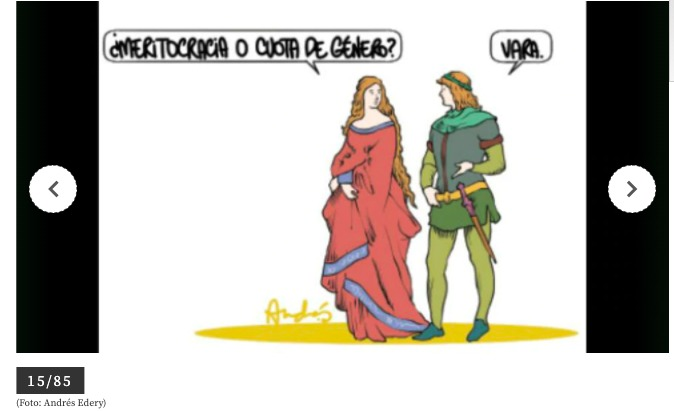 ¿MERITOCRACIA O CUOTA DE GÉNERO?
VARA.
Andrés
15/85
(Foto: Andrés Edery)